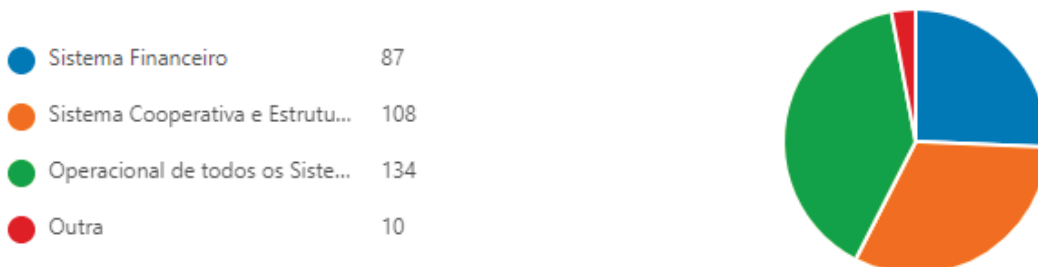 Sistema Financeiro 87
Sistema Cooperativa e Estrutu... 108
Operacional de todos os Siste... 134
Outra 10